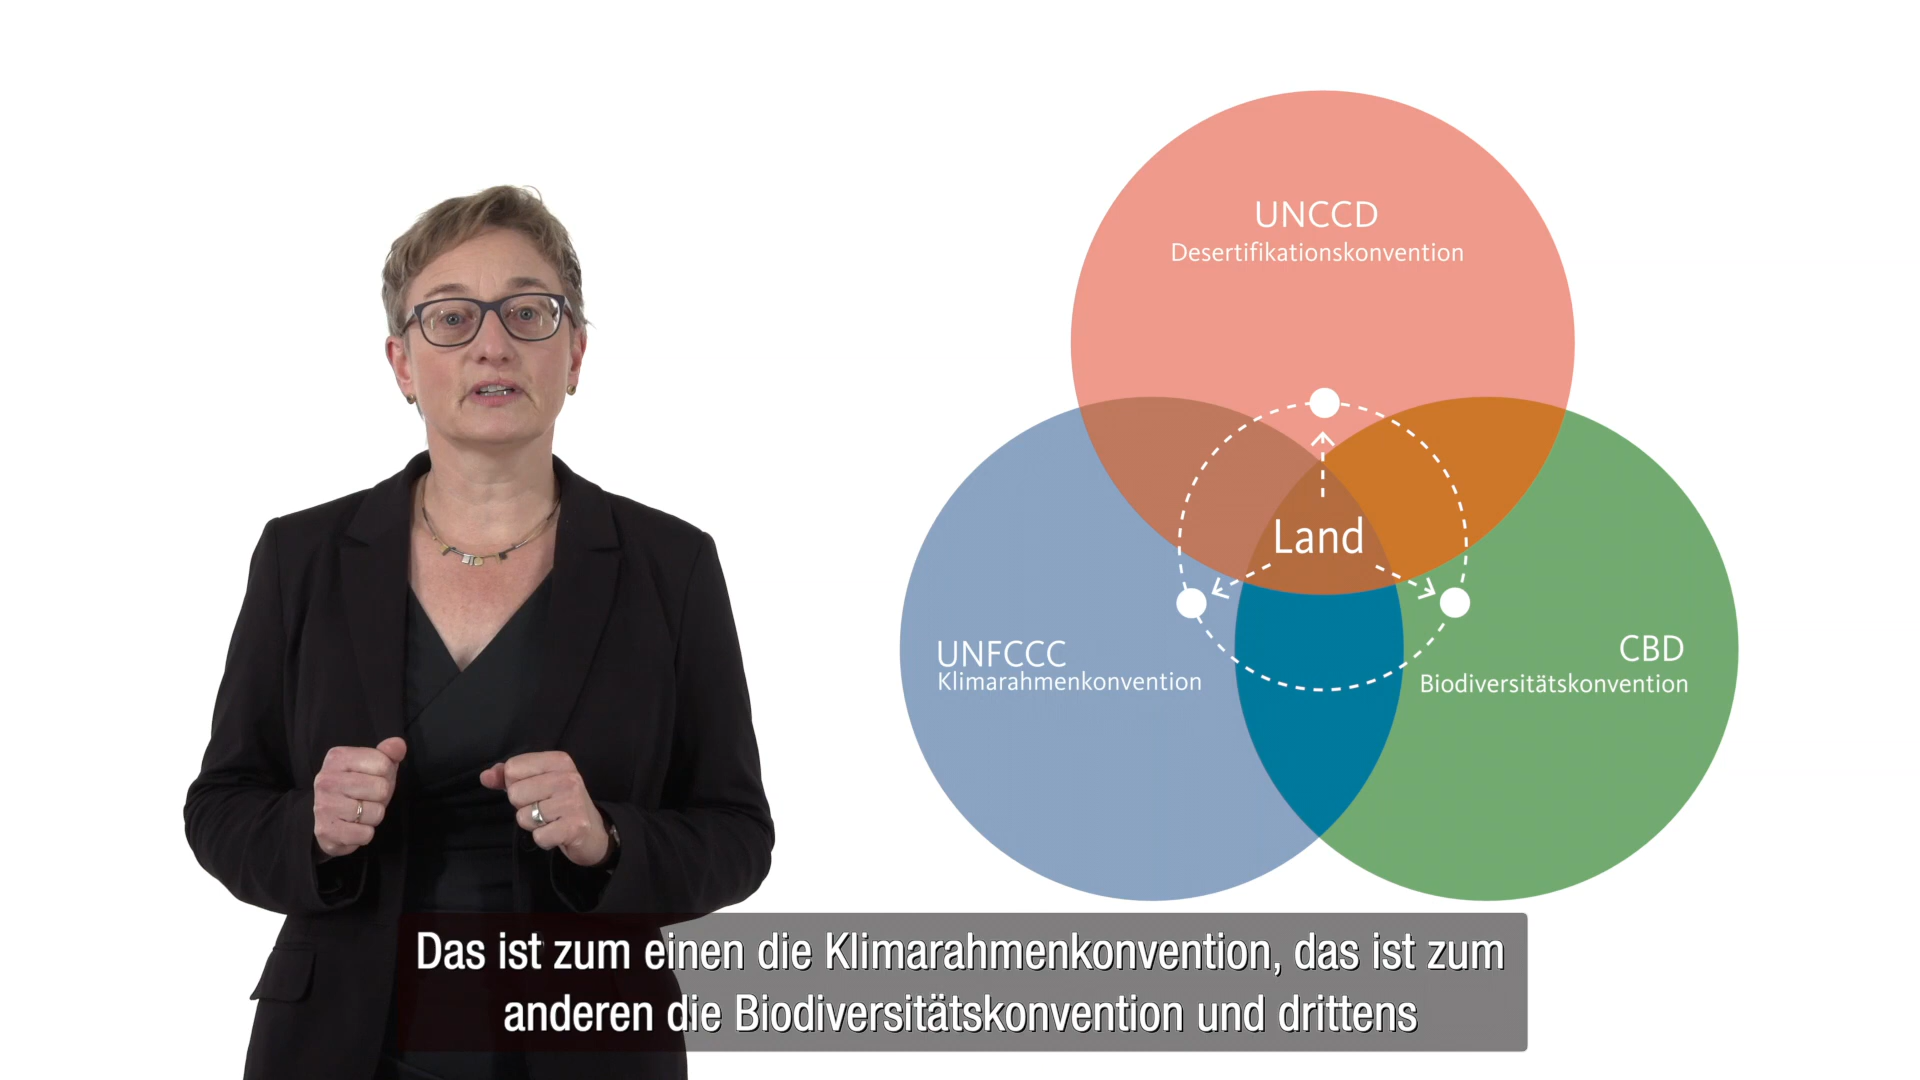 UNCCD
Desertifikationskonvention
Land
UNFCCC
Klimarahmenkonvention
CBD
Biodiversitätskonvention
Das ist zum einen die Klimarahmenkonvention, das ist zum
anderen die Biodiversitätskonvention und drittens